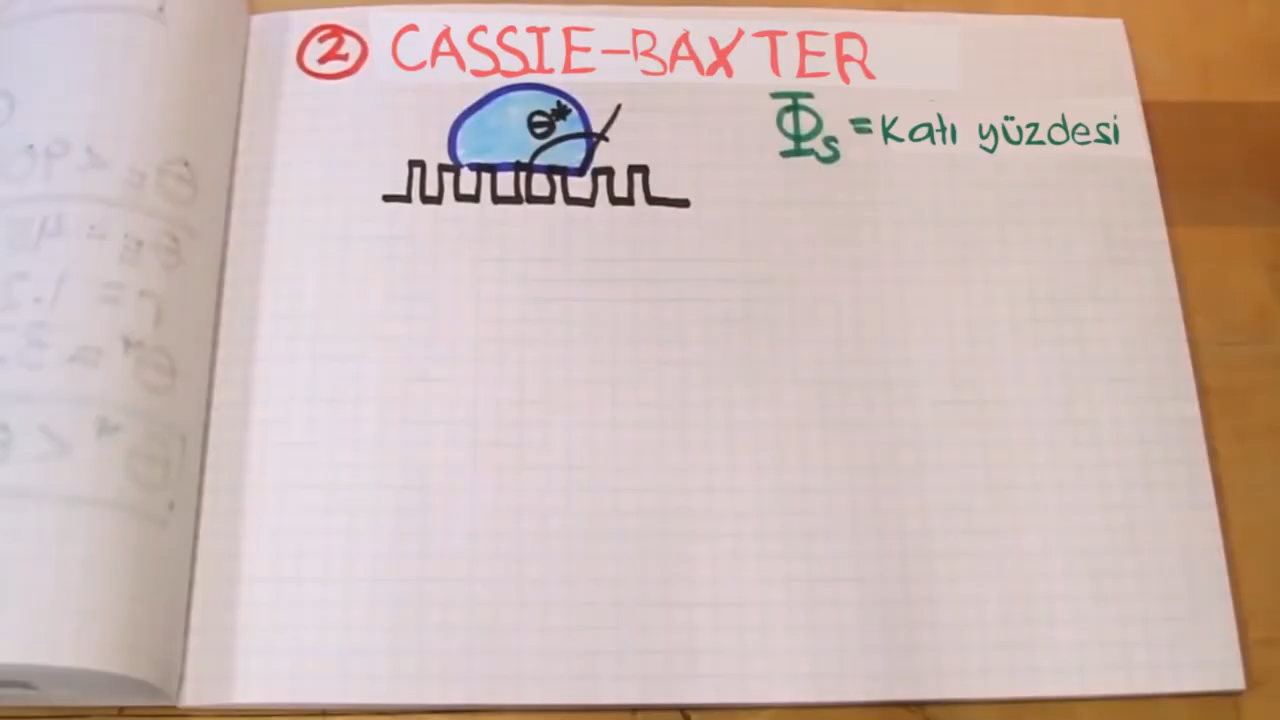 ② CASSIE-BAXTER
θ*
Φs = Katı yüzdesi